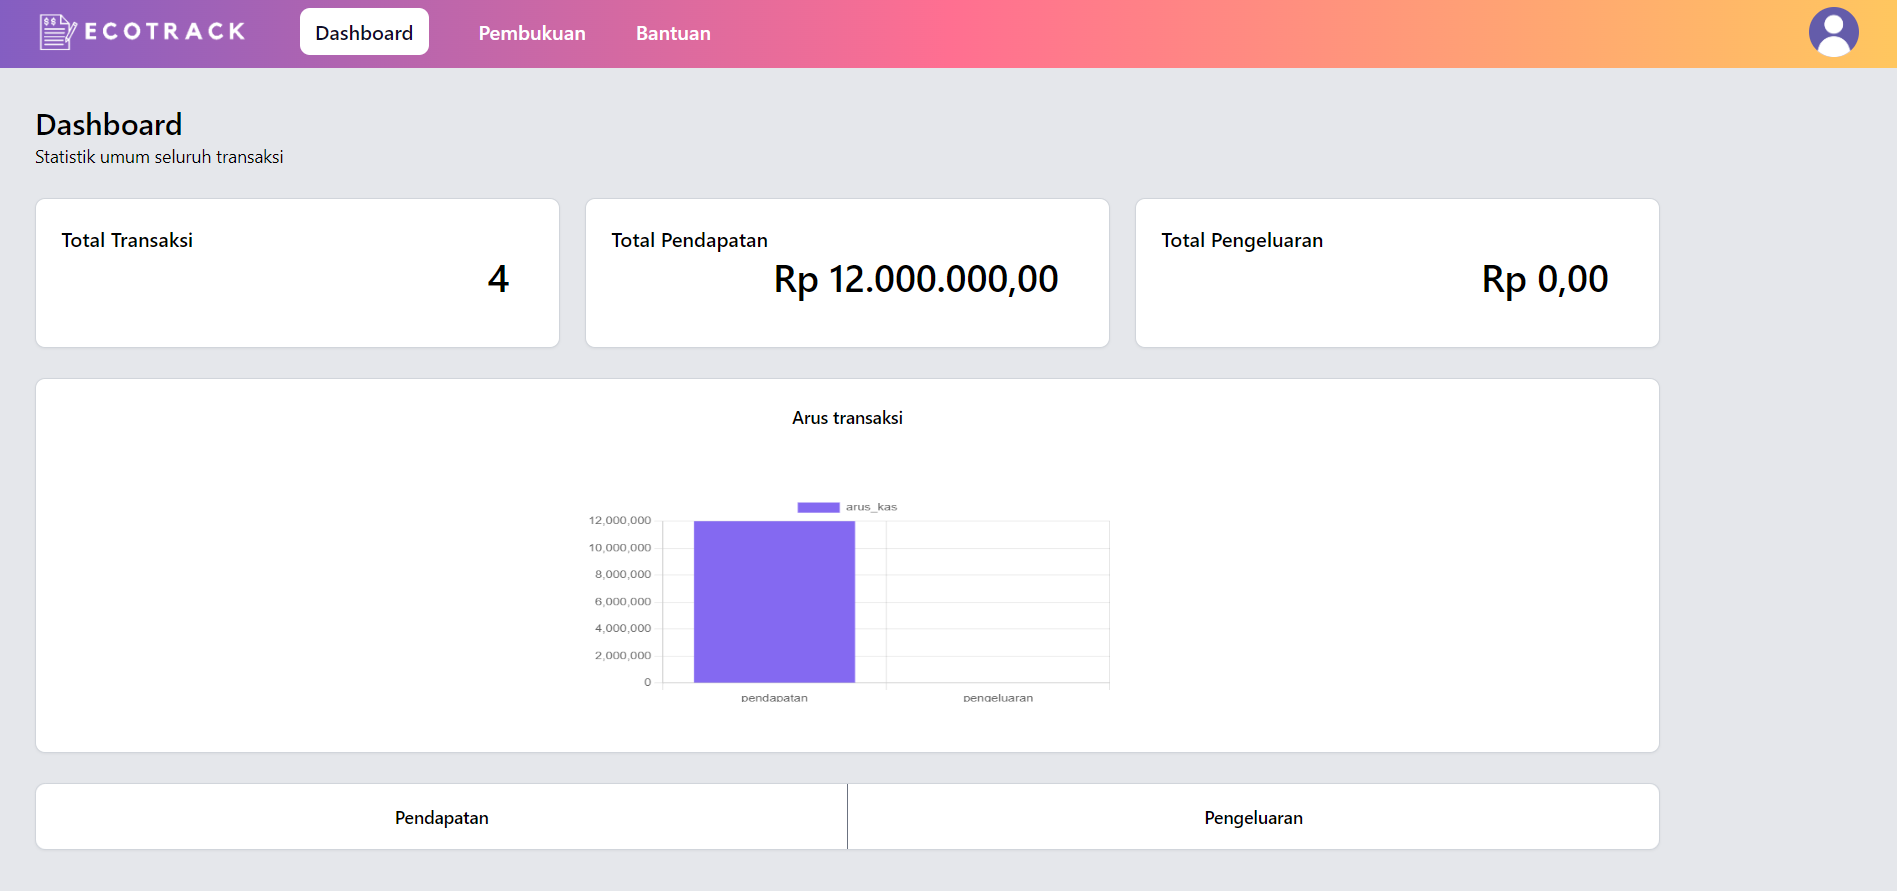 $$
ECOTRACK
Dashboard
Pembukuan
Bantuan
Dashboard
Statistik umum seluruh transaksi
Total Transaksi
4
Total Pendapatan
Rp 12.000.000,00
Total Pengeluaran
Rp 0,00
Arus transaksi
arus_kas
12,000,000
10,000,000
8,000,000
6,000,000
4,000,000
2,000,000
0
pendapatan
pengeluaran
Pendapatan
Pengeluaran